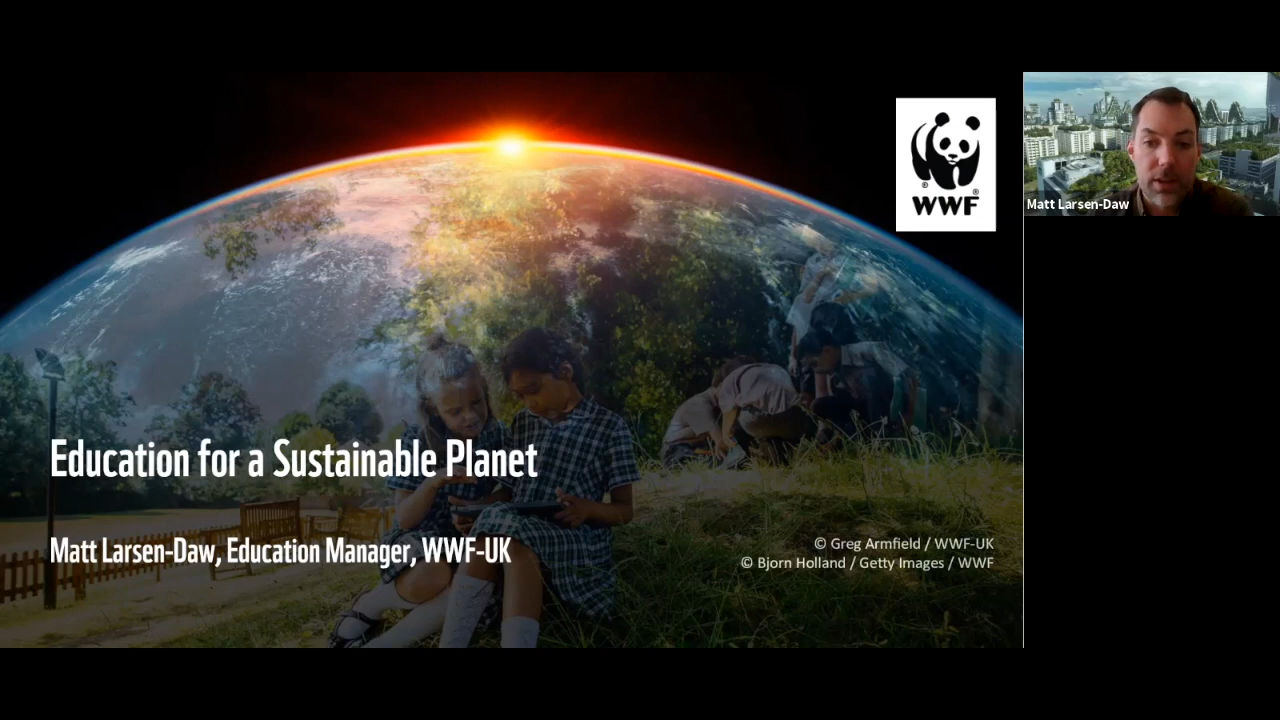 WWF
Matt Larsen-Daw
Education for a Sustainable Planet
Matt Larsen-Daw, Education Manager, WWF-UK
© Greg Armfield / WWF-UK
© Bjorn Holland / Getty Images / WWF